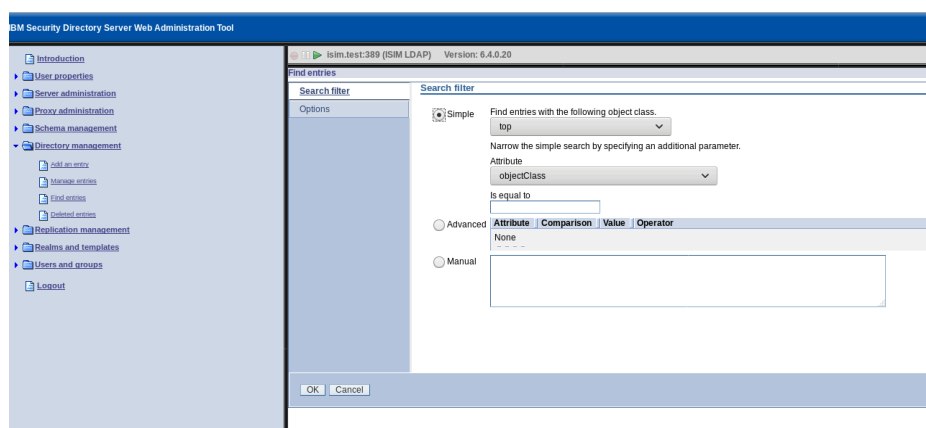 IBM Security Directory Server Web Administration Tool
Introduction
User properties
Server administration
Proxy administration
Schema management
Directory management
Add an entry
Manage entries
Find entries
Deleted entries
Replication management
Realms and templates
Users and groups
Logout
isim.test:389 (ISIM LDAP) Version: 6.4.0.20
Find entries
Search filter
Options
Search filter
Simple
Find entries with the following object class.
top
Narrow the simple search by specifying an additional parameter.
Attribute
objectClass
Is equal to
Advanced
Attribute Comparison Value Operator
None
Manual
OK Cancel